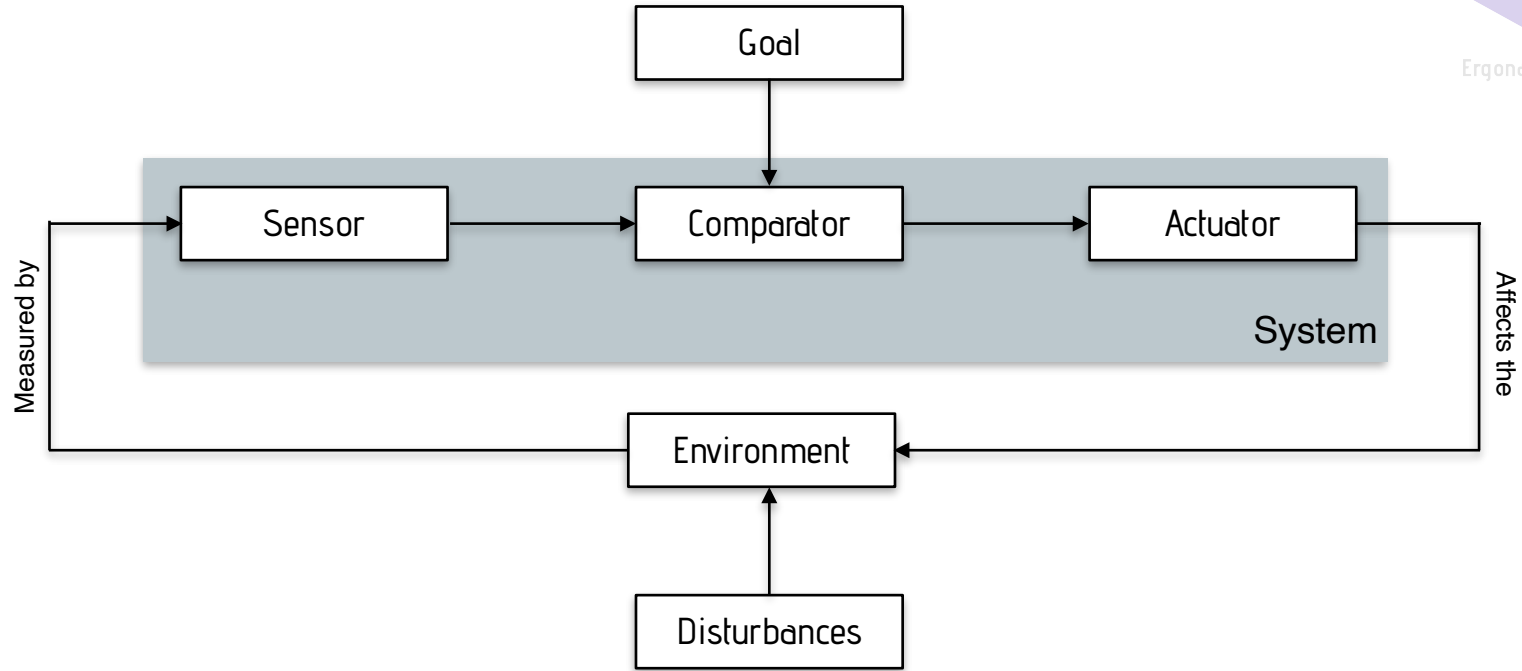 Goal
Sensor
Comparator
Actuator
System
Measured by
Affects the
Environment
Disturbances